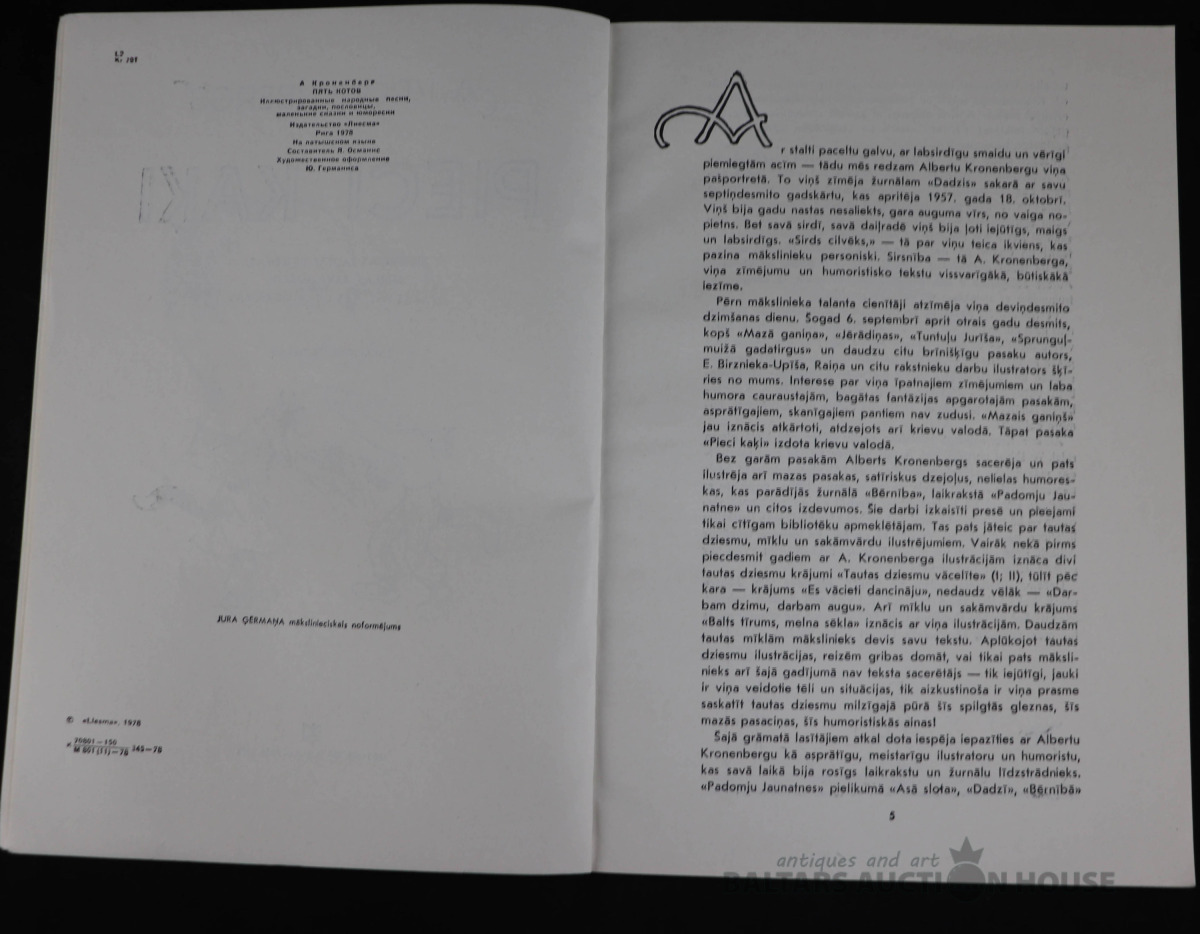 L2
Kr 701
А Кроненберг
ПЯТЬ КОТОВ
Иллюстрированные народные песни,
загадки, пословицы,
маленькие сказки и юморески
Издательство «Лиесма»
Рига 1978
На латышском языке
Составитель Я. Османис
Художественное оформление
Ю. Германиса
JURA ĢĒRMAŅA mākslinieciskais noformējums
© «Liesma», 1978
70801—156
M 801 (11)—78 349—78
Ar stalti paceltu galvu, ar labsirdīgu smaidu un vērīgi
piemiegtām acīm — tādu mēs redzam Albertu Kronenbergu viņa
pašportretā. To viņš zīmēja žurnālam «Dadzis» sakarā ar savu
septiņdesmito gadskārtu, kas apritēja 1957. gada 18. oktobrī.
Viņš bija gadu nastas nesaliekts, gara auguma vīrs, no vaiga no-
pietns. Bet savā sirdī, savā daiļradē viņš bija ļoti iejūtīgs, maigs
un labsirdīgs. «Sirds cilvēks,» — tā par viņu teica ikviens, kas
pazina mākslinieku personiski. Sirsnība — tā A. Kronenberga,
viņa zīmējumu un humoristisko tekstu vissvarīgākā, būtiskākā
iezīme.
Pērn mākslinieka talanta cienītāji atzīmēja viņa deviņdesmito
dzimšanas dienu. Šogad 6. septembrī aprit otrais gadu desmits,
kopš «Mazā ganiņa», «Jērādiņas», «Tuntuļu Jurīša», «Sprunguļ-
muižā gadatirgus» un daudzu citu brīnišķīgu pasaku autors,
E. Birznieka-Upīša, Raiņa un citu rakstnieku darbu ilustrators šķī-
ries no mums. Interese par viņa īpatnajiem zīmējumiem un laba
humora cauraustajām, bagātas fantāzijas apgarotajām pasakām,
asprātīgajiem, skanīgajiem pantiem nav zudusi. «Mazais ganiņš»
jau iznācis atkārtoti, atdzejots arī krievu valodā. Tāpat pasaka
«Pieci kaķi» izdota krievu valodā.
Bez garām pasakām Alberts Kronenbergs sacerēja un pats
ilustrēja arī mazas pasakas, satīriskus dzejoļus, nelielas humores-
kas, kas parādījās žurnālā «Bērnība», laikrakstā «Padomju Jau-
natne» un citos izdevumos. Šie darbi izkaisīti presē un pieejami
tikai cītīgam bibliotēku apmeklētājam. Tas pats jāteic par tautas
dziesmu, mīklu un sakāmvārdu ilustrējumiem. Vairāk nekā pirms
piecdesmit gadiem ar A. Kronenberga ilustrācijām iznāca divi
tautas dziesmu krājumi «Tautas dziesmu vācelīte» (I; II), tūlīt pēc
kara — krājums «Es vācieti dancināju», nedaudz vēlāk — «Dar-
bam dzimu, darbam augu». Arī mīklu un sakāmvārdu krājums
«Balts tīrums, melna sēkla» iznācis ar viņa ilustrācijām. Daudzām
tautas mīklām mākslinieks devis savu tekstu. Aplūkojot tautas
dziesmu ilustrācijas, reizēm gribas domāt, vai tikai pats māksli-
nieks arī šajā gadījumā nav teksta sacerētājs — tik iejūtīgi, jauki
ir viņa veidotie tēli un situācijas, tik aizkustinoša ir viņa prasme
saskatīt tautas dziesmu milzīgajā pūrā šīs spilgtās gleznas, šīs
mazās pasaciņas, šīs humoristiskās ainas!
Šajā grāmatā lasītājiem atkal dota iespēja iepazīties ar Albertu
Kronenbergu kā asprātīgu, meistarīgu ilustratoru un humoristu,
kas savā laikā bija rosīgs laikrakstu un žurnālu līdzstrādnieks.
«Padomju Jaunatnes» pielikumā «Asā slota», «Dadzī», «Bērnībā»
5
antiques and art
BALTARS AUCTION HOUSE